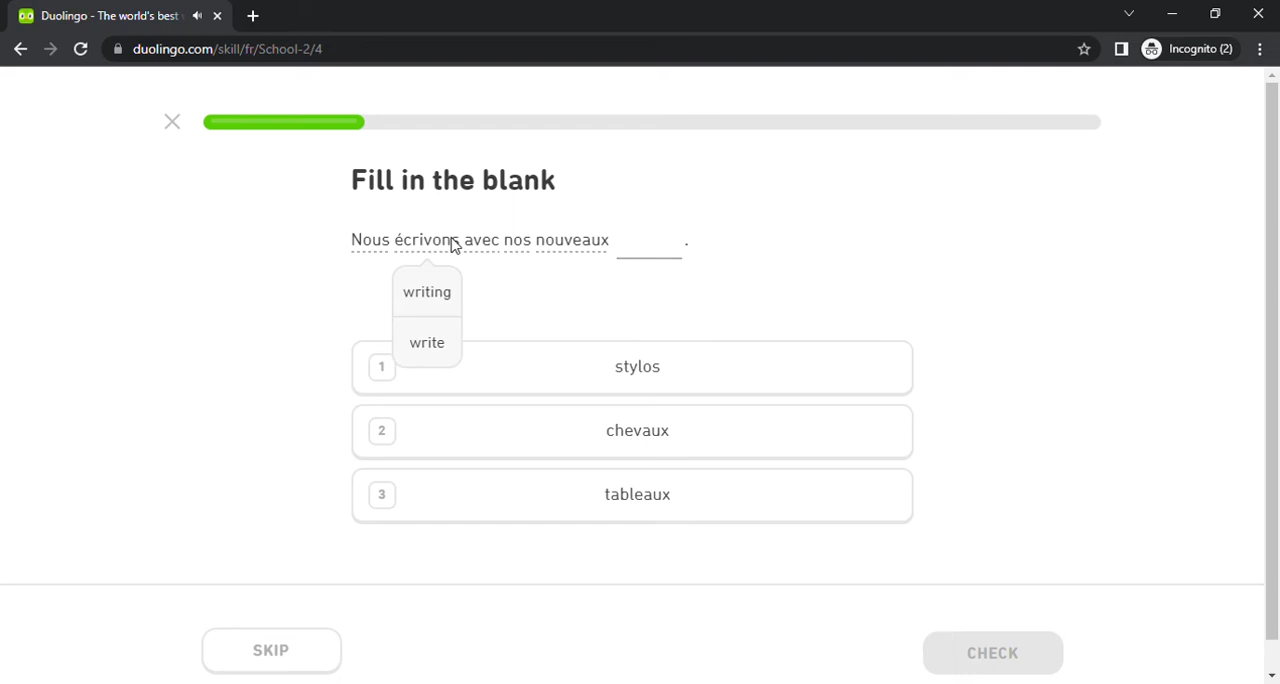 Duolingo - The world's best
duolingo.com/skill/fr/School-2/4
Incognito (2)
Fill in the blank
Nous écrivons avec nos nouveaux ______ .
writing
write
1 stylos
2 chevaux
3 tableaux
SKIP
CHECK